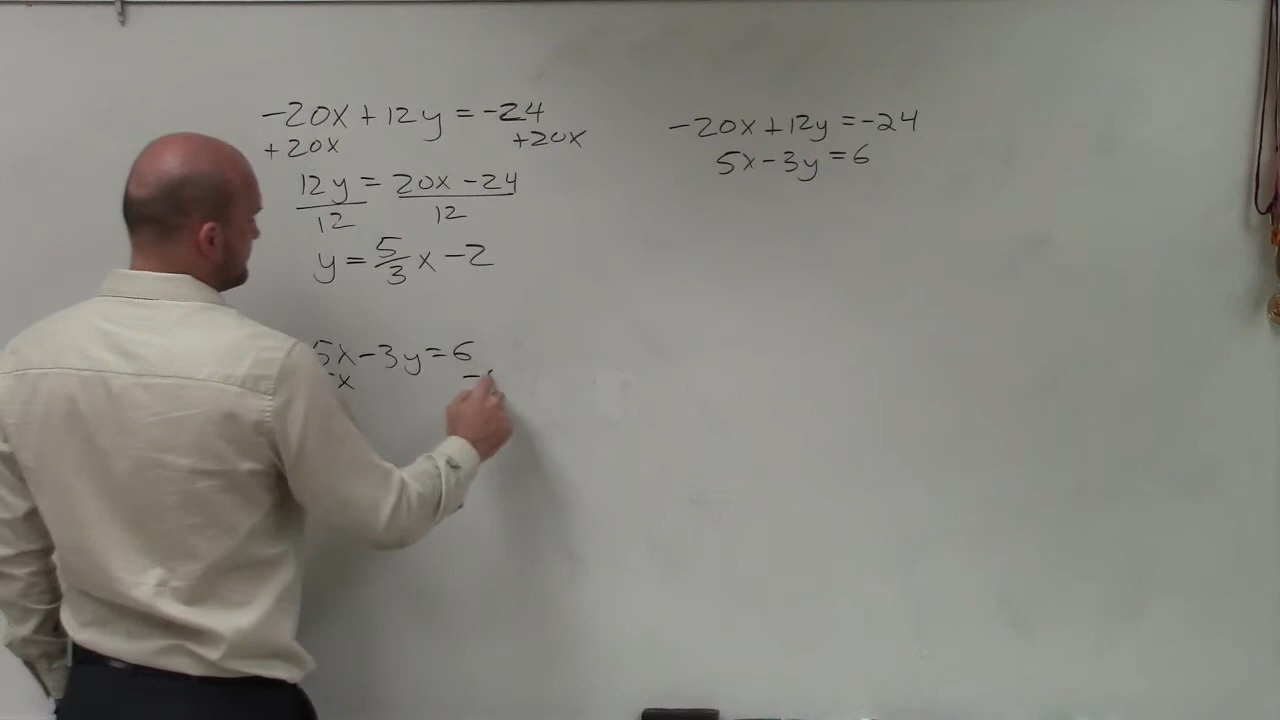 -20x + 12y = -24
+20x +20x
12y = 20x - 24
12 12
y = 5/3 x - 2
5x - 3y = 6
x -
-20x + 12y = -24
5x - 3y = 6